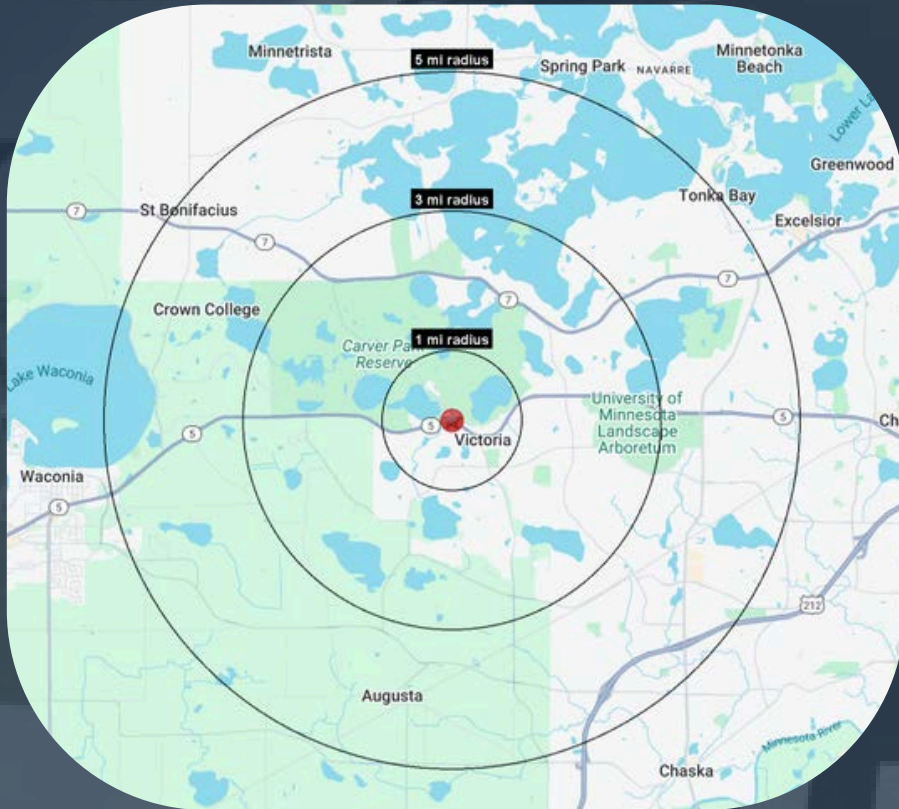 Minnetrista
5 mi radius
Spring Park
NAVARRE
Minnetonka
Beach
Greenwood
3 mi radius
Tonka Bay
Excelsior
7
St Bonifacius
7
7
7
Crown College
1 mi radius
Carver Pa
Reserve
Lake Waconia
University of
Minnesota
Landscape
Arboretum
5
5
5
Victoria
Waconia
5
212
Augusta
Minnesota River
Chaska